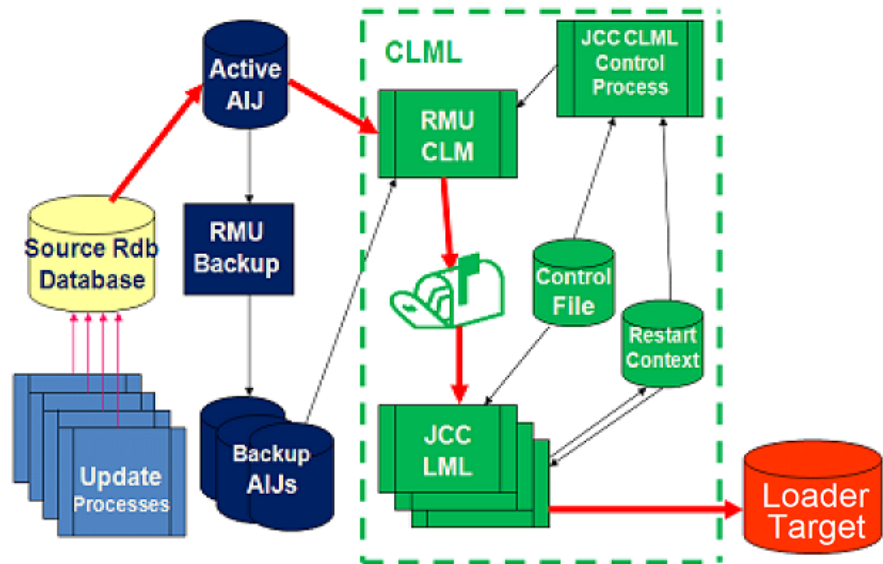 Active
AIJ
CLML
JCC CLML
Control
Process
RMU
CLM
Source Rdb
Database
RMU
Backup
Control
File
Restart
Context
Update
Processes
Backup
AIJs
JCC
LML
Loader
Target